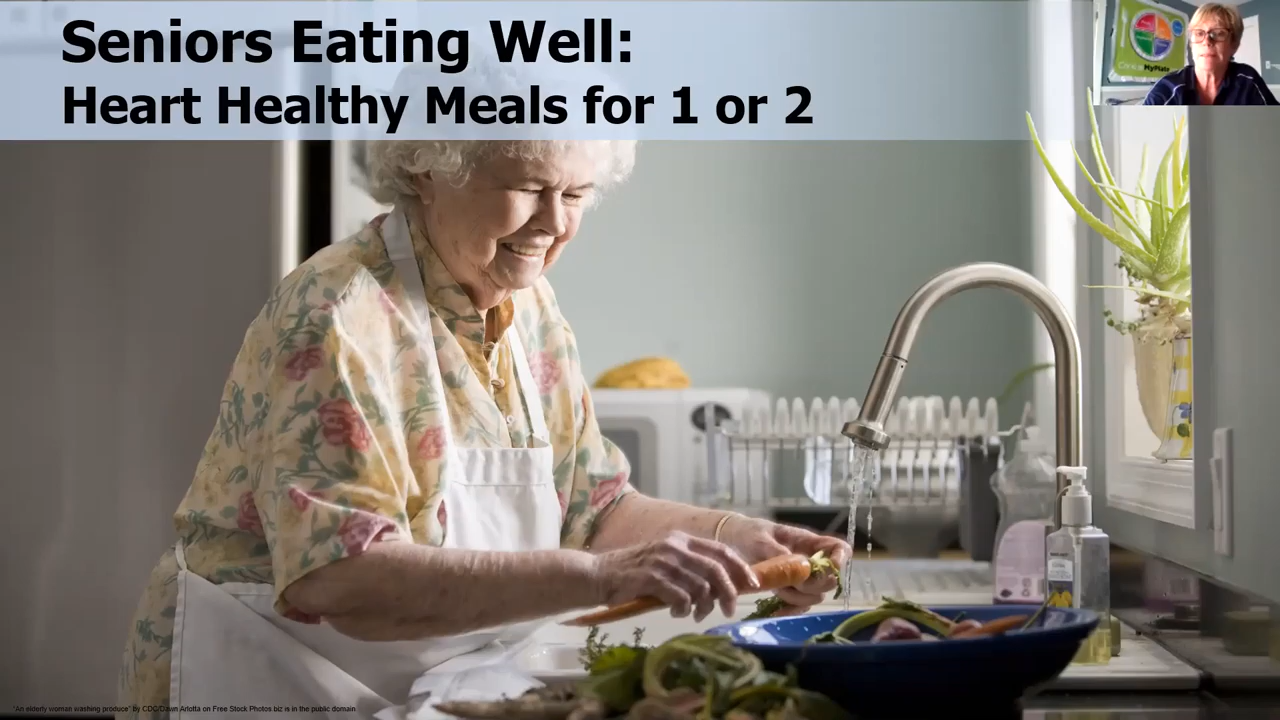 Seniors Eating Well:
Heart Healthy Meals for 1 or 2
MyPlate
"An elderly woman washing produce" by CDC/Dawn Arlotta on Free Stock Photos.biz is in the public domain.